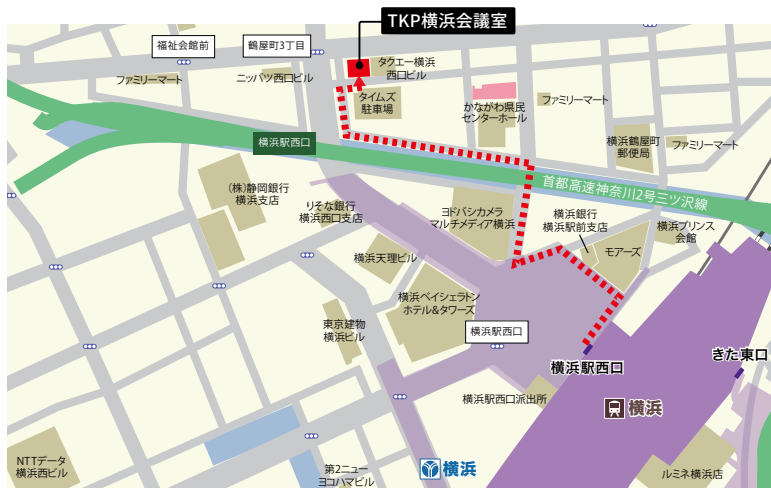 TKP横浜会議室
福祉会館前
鶴屋町3丁目
ファミリーマート
ニッパツ西口ビル
タクエー横浜
西口ビル
タイムズ
駐車場
かながわ県民
センターホール
ファミリーマート
横浜鶴屋町
郵便局
ファミリーマート
横浜駅西口
首都高速神奈川2号三ツ沢線
(株)静岡銀行
横浜支店
りそな銀行
横浜西口支店
ヨドバシカメラ
マルチメディア横浜
横浜銀行
横浜駅前支店
横浜プリンス
会館
モアーズ
横浜天理ビル
横浜ベイシェラトン
ホテル&タワーズ
東京建物
横浜ビル
横浜駅西口
横浜駅西口
きた東口
横浜駅西口派出所
横浜
NTTデータ
横浜西ビル
第2ニュー
ヨコハマビル
横浜
ルミネ横浜店